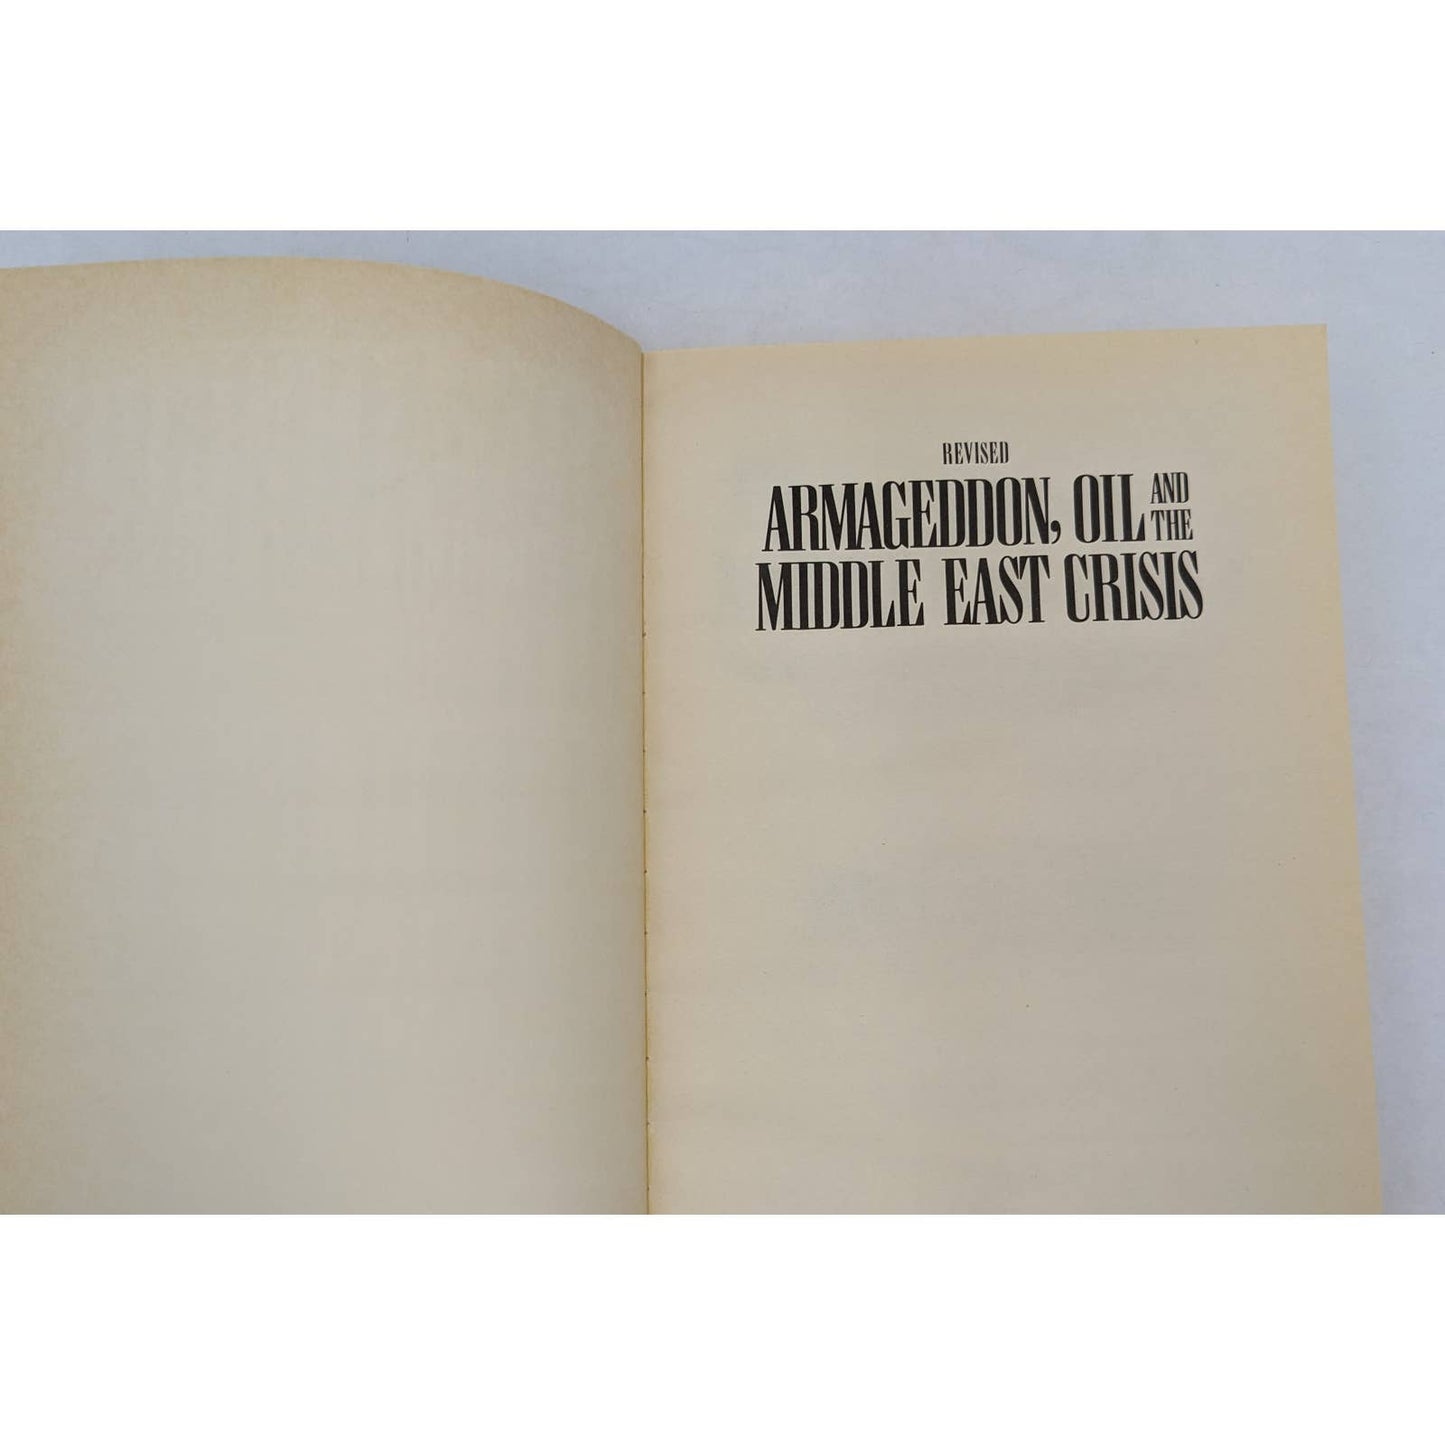 REVISED
ARMAGEDDON, OIL AND THE
MIDDLE EAST CRISIS